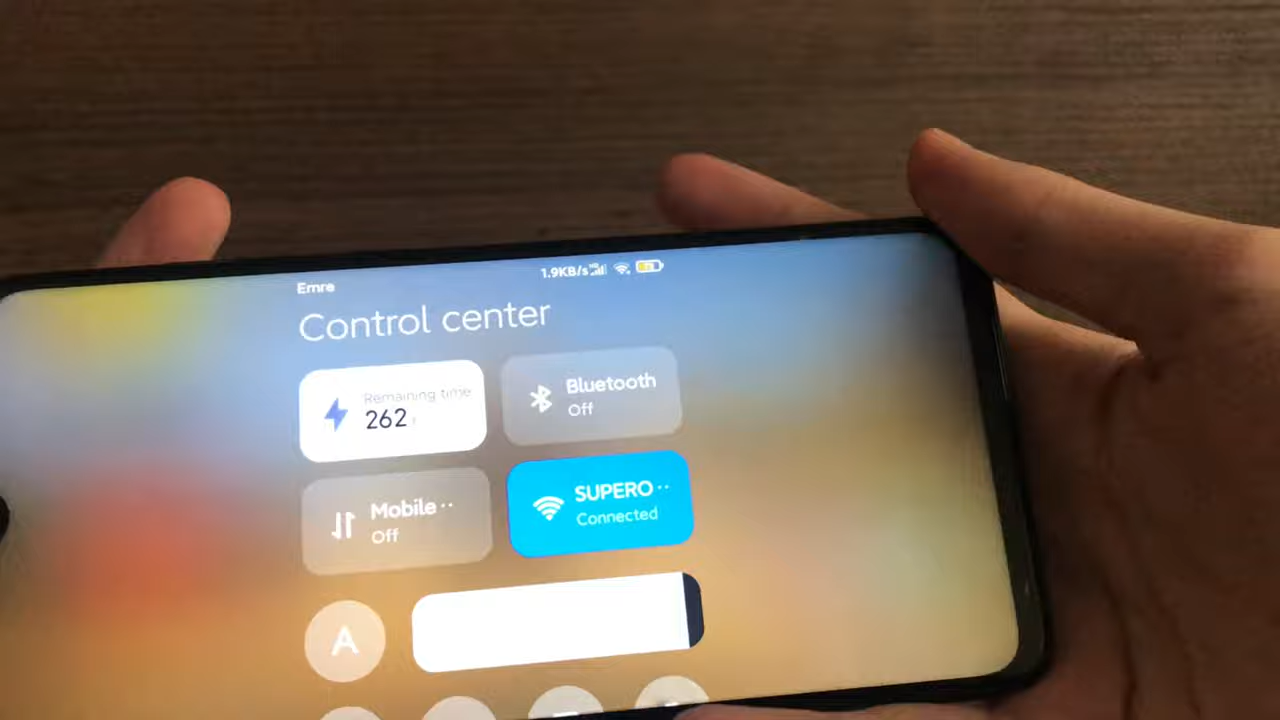 1.9KB/s
Emre
Control center
Remaining time
262
Bluetooth
Off
Mobile ··
Off
SUPERO ··
Connected
A